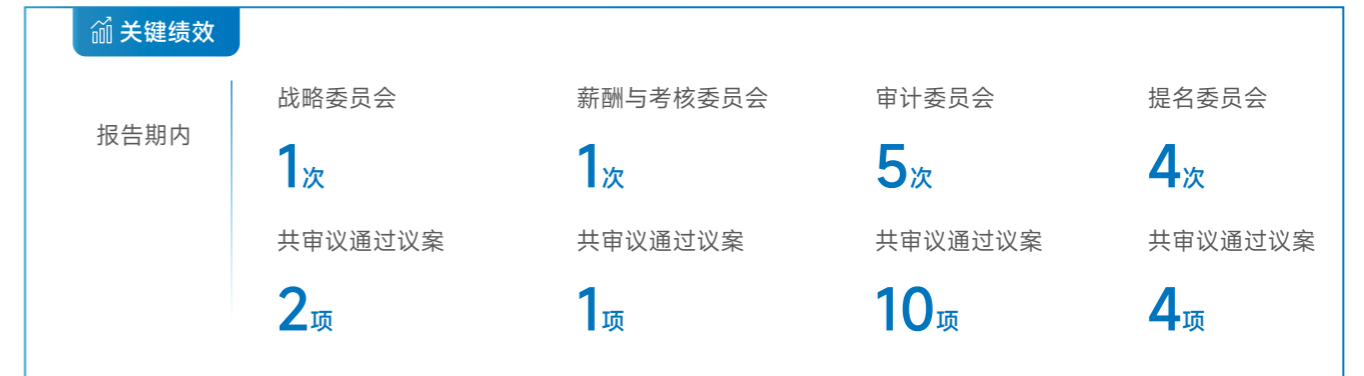 关键绩效
报告期内
战略委员会 薪酬与考核委员会 审计委员会 提名委员会
1次 1次 5次 4次
共审议通过议案 共审议通过议案 共审议通过议案 共审议通过议案
2项 1项 10项 4项